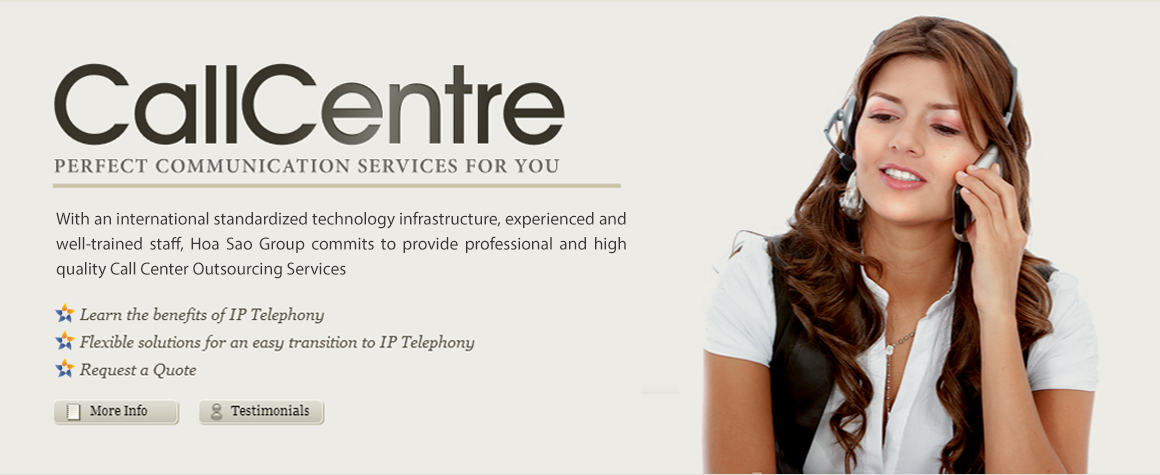 CallCentre
PERFECT COMMUNICATION SERVICES FOR YOU
With an international standardized technology infrastructure, experienced and
well-trained staff, Hoa Sao Group commits to provide professional and high
quality Call Center Outsourcing Services
Learn the benefits of IP Telephony
Flexible solutions for an easy transition to IP Telephony
Request a Quote
More Info
Testimonials